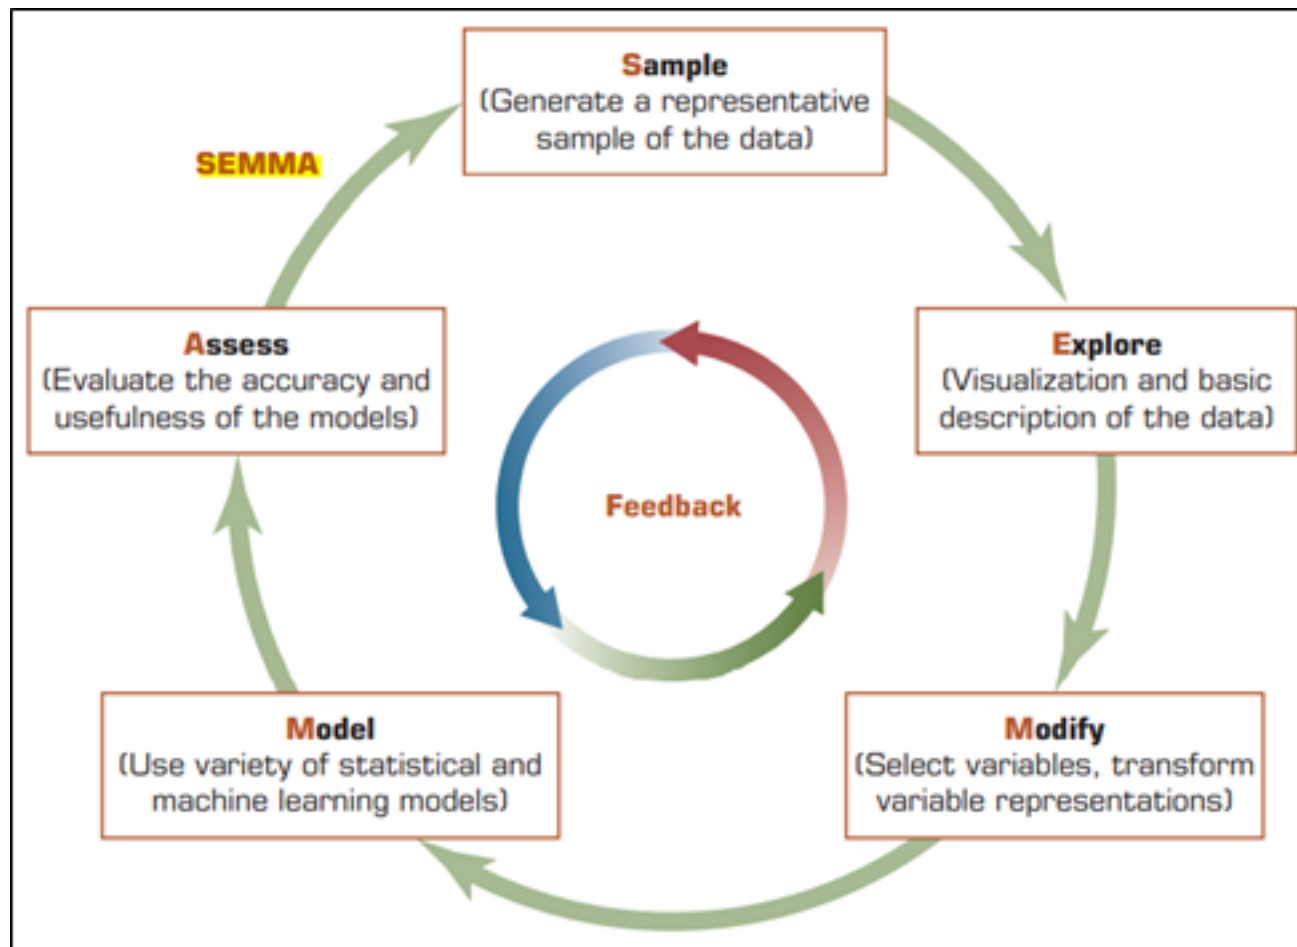 Sample
(Generate a representative
sample of the data)
SEMMA
Assess
(Evaluate the accuracy and
usefulness of the models)
Explore
(Visualization and basic
description of the data)
Feedback
Model
(Use variety of statistical and
machine learning models)
Modify
(Select variables, transform
variable representations)